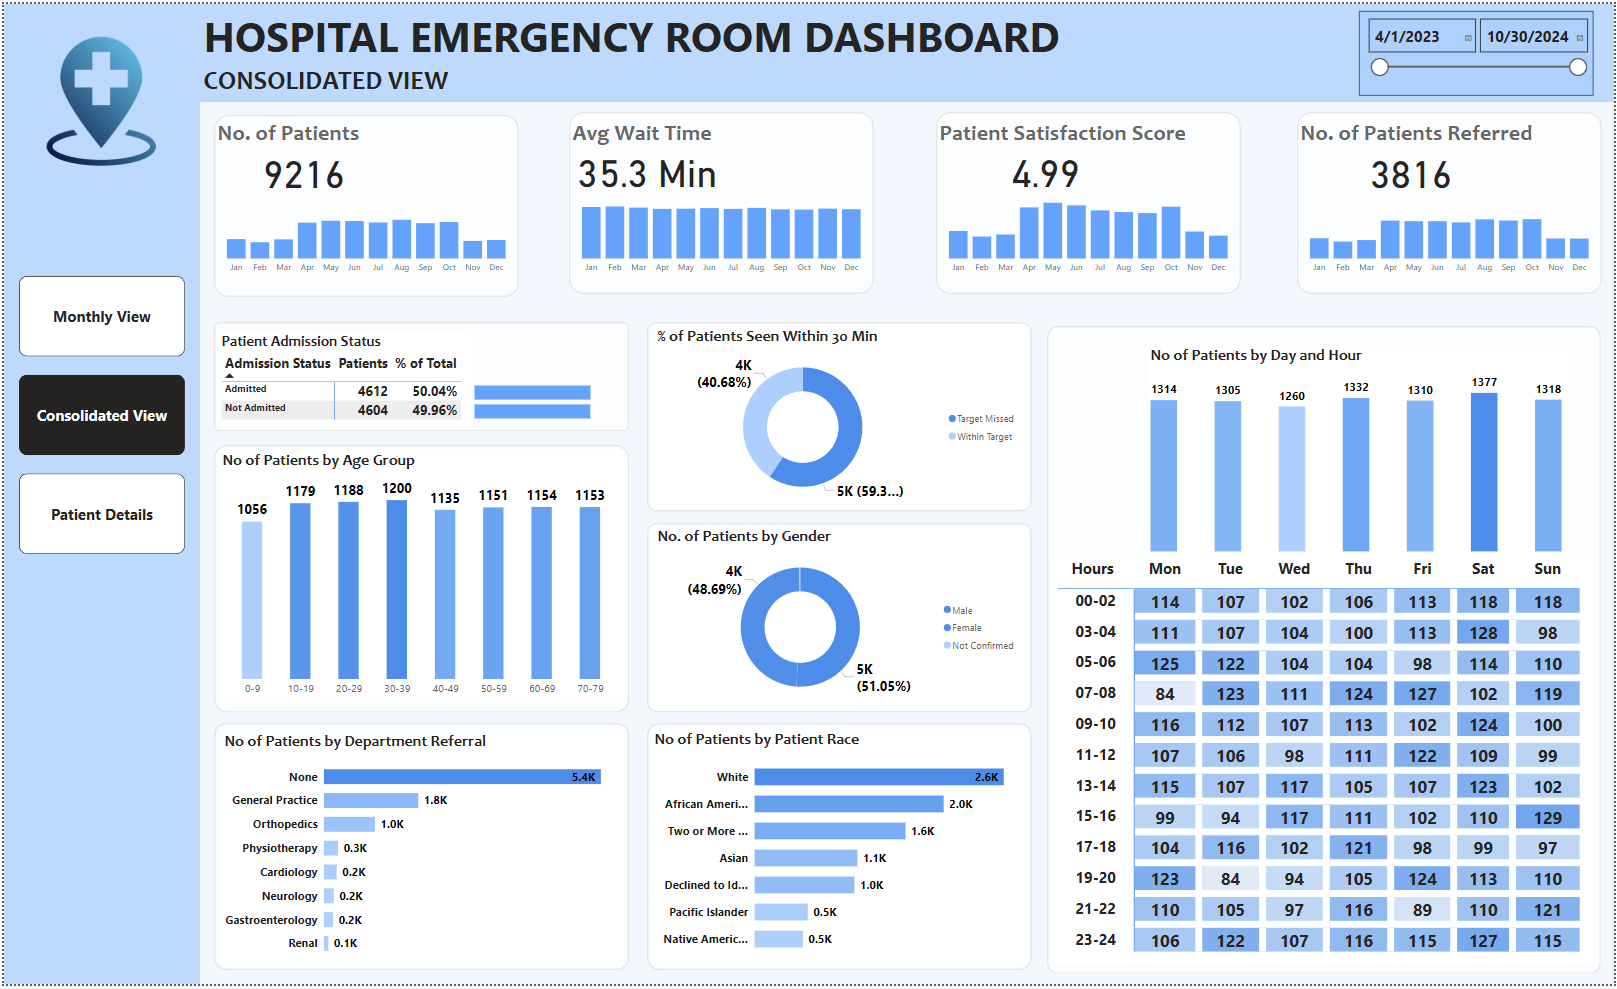 HOSPITAL EMERGENCY ROOM DASHBOARD
CONSOLIDATED VIEW
4/1/2023 10/30/2024
Monthly View
Consolidated View
Patient Details
No. of Patients
9216
Jan Feb Mar Apr May Jun Jul Aug Sep Oct Nov Dec
Avg Wait Time
35.3 Min
Jan Feb Mar Apr May Jun Jul Aug Sep Oct Nov Dec
Patient Satisfaction Score
4.99
Jan Feb Mar Apr May Jun Jul Aug Sep Oct Nov Dec
No. of Patients Referred
3816
Jan Feb Mar Apr May Jun Jul Aug Sep Oct Nov Dec
Patient Admission Status
Admission Status Patients % of Total
Admitted 4612 50.04%
Not Admitted 4604 49.96%
No of Patients by Age Group
1056 1179 1188 1200 1135 1151 1154 1153
0-9 10-19 20-29 30-39 40-49 50-59 60-69 70-79
No of Patients by Department Referral
None 5.4K
General Practice 1.8K
Orthopedics 1.0K
Physiotherapy 0.3K
Cardiology 0.2K
Neurology 0.2K
Gastroenterology 0.2K
Renal 0.1K
% of Patients Seen Within 30 Min
4K
(40.68%)
Target Missed
Within Target
5K (59.3...)
No. of Patients by Gender
4K
(48.69%)
Male
Female
Not Confirmed
5K
(51.05%)
No of Patients by Patient Race
White 2.6K
African Ameri... 2.0K
Two or More ... 1.6K
Asian 1.1K
Declined to Id... 1.0K
Pacific Islander 0.5K
Native Americ... 0.5K
No of Patients by Day and Hour
1314 1305 1260 1332 1310 1377 1318
Hours Mon Tue Wed Thu Fri Sat Sun
00-02 114 107 102 106 113 118 118
03-04 111 107 104 100 113 128 98
05-06 125 122 104 104 98 114 110
07-08 84 123 111 124 127 102 119
09-10 116 112 107 113 102 124 100
11-12 107 106 98 111 122 109 99
13-14 115 107 117 105 107 123 102
15-16 99 94 117 111 102 110 129
17-18 104 116 102 121 98 99 97
19-20 123 84 94 105 124 113 110
21-22 110 105 97 116 89 110 121
23-24 106 122 107 116 115 127 115